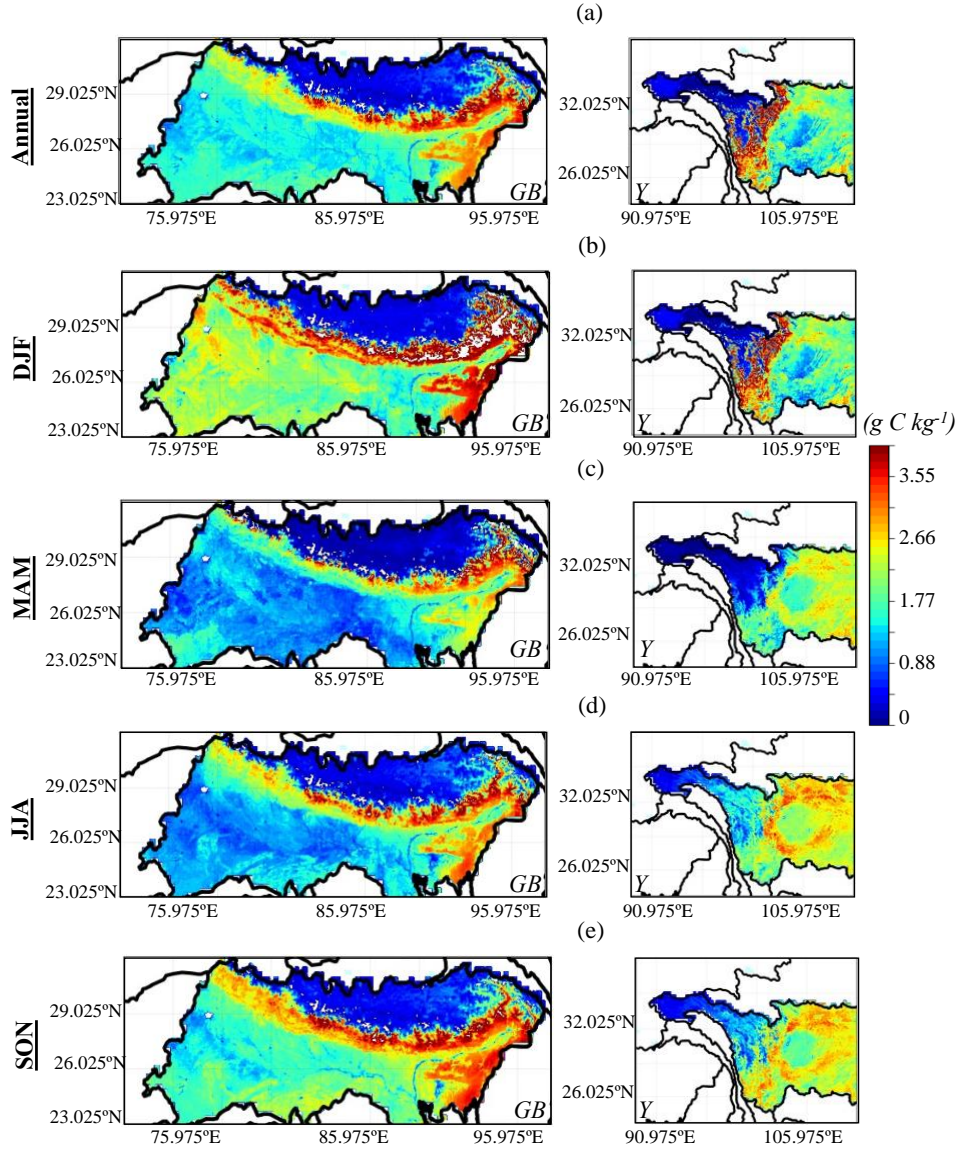 (a)
Annual
29.025ºN
26.025ºN
23.025ºN
75.975ºE
85.975ºE
95.975ºE
GB
32.025ºN
26.025ºN
90.975ºE
105.975ºE
Y
(b)
DJF
29.025ºN
26.025ºN
23.025ºN
75.975ºE
85.975ºE
95.975ºE
GB
32.025ºN
26.025ºN
90.975ºE
105.975ºE
Y
(g C kg-1)
3.55
2.66
1.77
0.88
0
(c)
MAM
29.025ºN
26.025ºN
23.025ºN
75.975ºE
85.975ºE
95.975ºE
GB
32.025ºN
26.025ºN
90.975ºE
105.975ºE
Y
(d)
JJA
29.025ºN
26.025ºN
23.025ºN
75.975ºE
85.975ºE
95.975ºE
GB
32.025ºN
26.025ºN
90.975ºE
105.975ºE
Y
(e)
SON
29.025ºN
26.025ºN
23.025ºN
75.975ºE
85.975ºE
95.975ºE
GB
32.025ºN
26.025ºN
90.975ºE
105.975ºE
Y